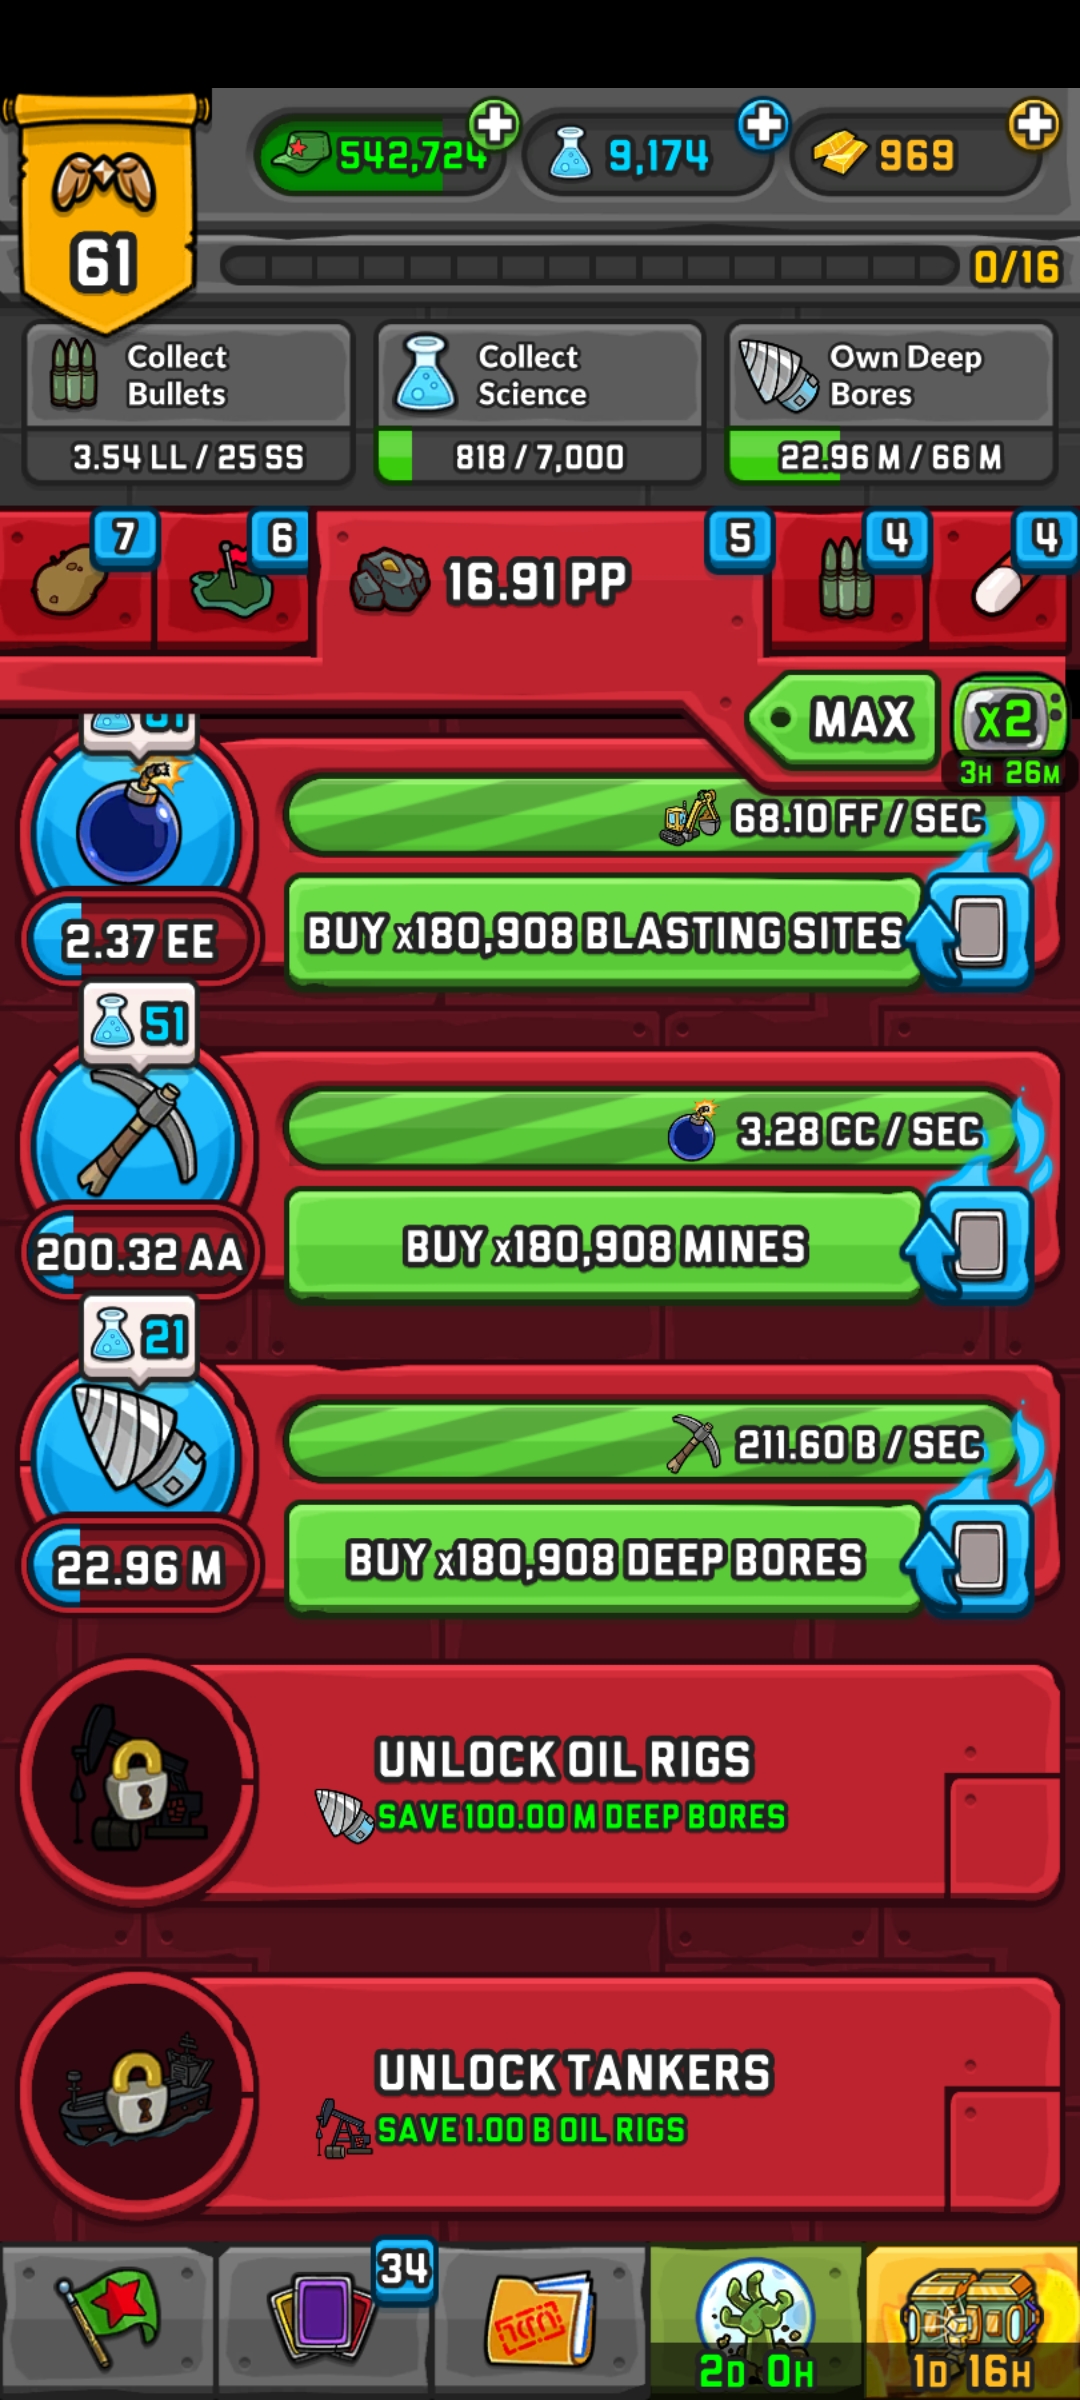 542,724
9,174
969
61
0/16
Collect
Bullets
3.54 LL / 25 SS
Collect
Science
818 / 7,000
Own Deep
Bores
22.96 M / 66 M
7
6
16.91 PP
5
4
4
MAX
x2
3H 26M
68.10 FF / SEC
2.37 EE
BUY x180,908 BLASTING SITES
51
3.28 CC / SEC
200.32 AA
BUY x180,908 MINES
21
211.60 B / SEC
22.96 M
BUY x180,908 DEEP BORES
UNLOCK OIL RIGS
SAVE 100.00 M DEEP BORES
UNLOCK TANKERS
SAVE 1.00 B OIL RIGS
34
2D 0H
1D 16H